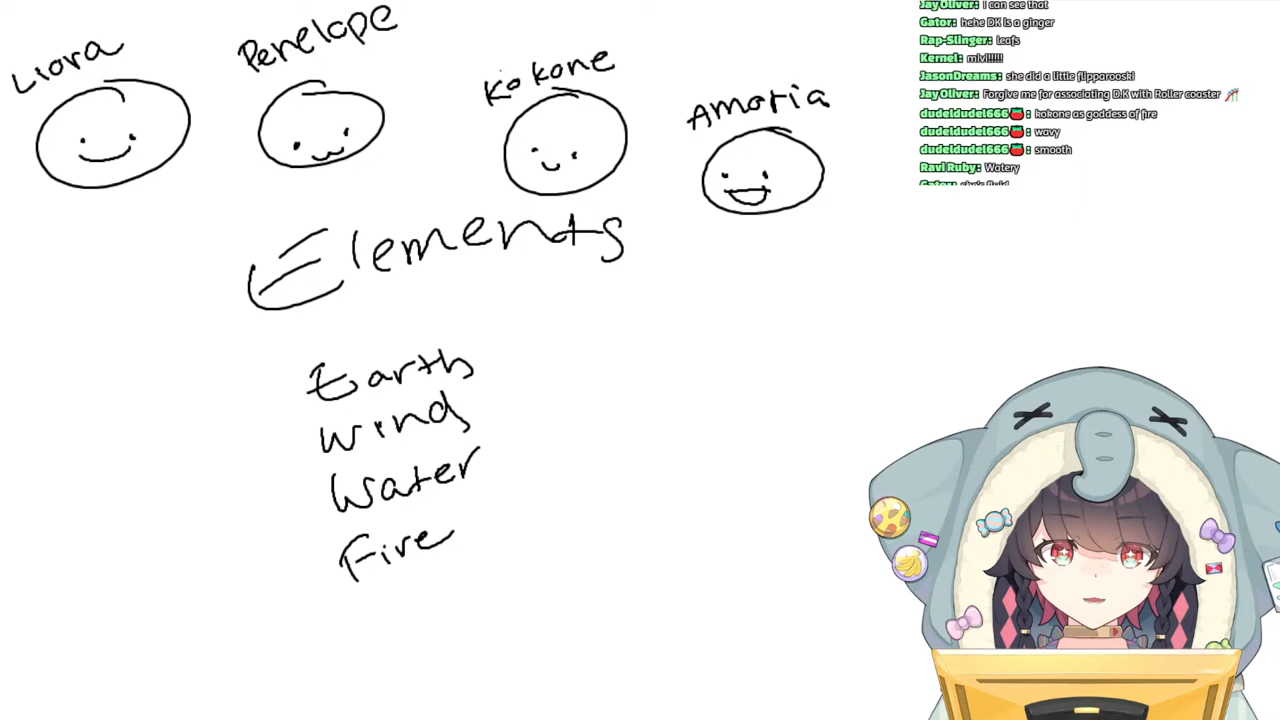 Liora
Penelope
Kokone
Amoria
Elements
Earth
Wind
Water
Fire
JayOliver: I can see that
Gator: hehe DK is a ginger
Rap-Slinger: leafs
Kernel: mivi!!!!!
JasonDreams: she did a little flipparooski
JayOliver: Forgive me for associating D.K with Roller coaster
dudeldudel666: kokone as goddess of fire
dudeldudel666: wavy
dudeldudel666: smooth
Ravi Ruby: Watery